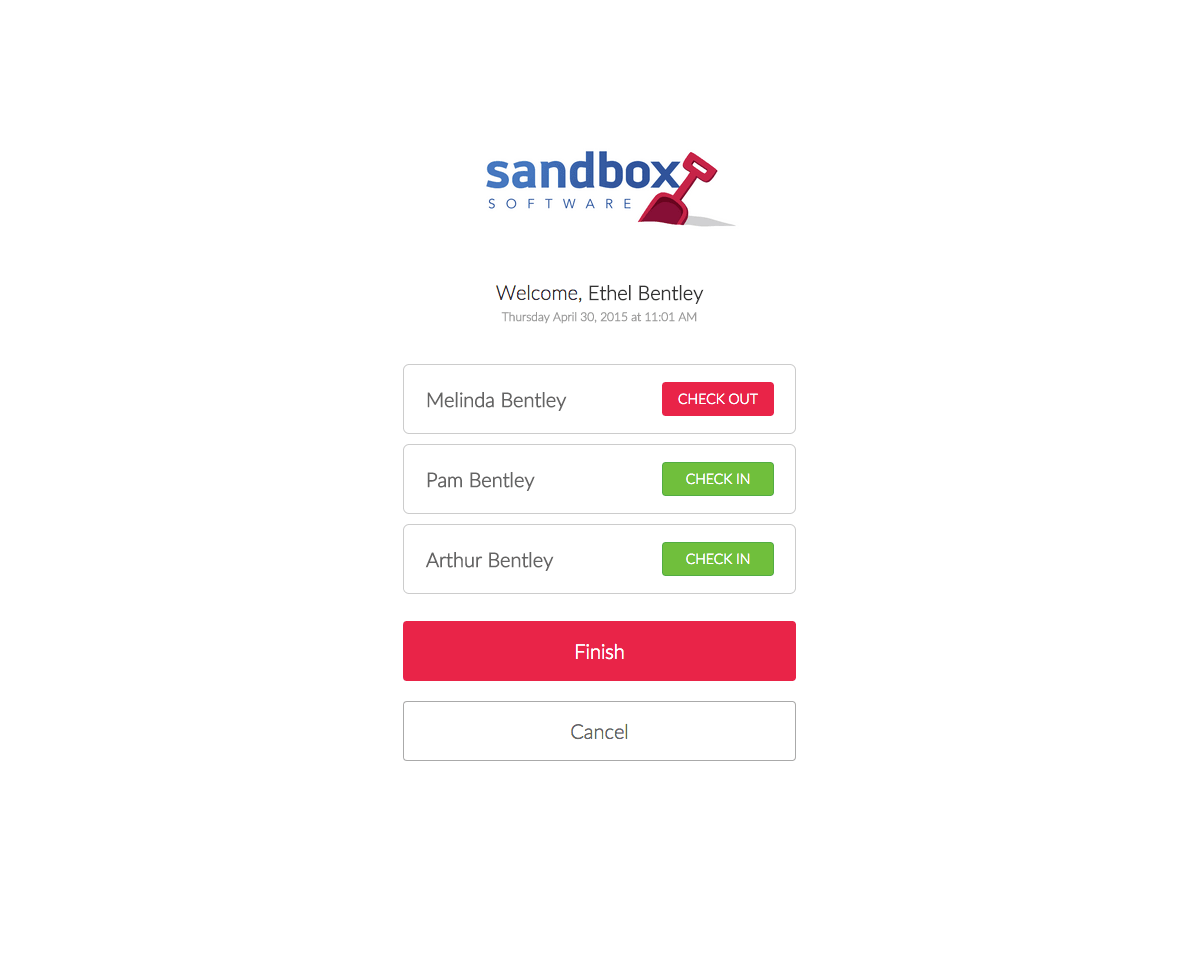 sandbox
SOFTWARE
Welcome, Ethel Bentley
Thursday April 30, 2015 at 11:01 AM
Melinda Bentley
CHECK OUT
Pam Bentley
CHECK IN
Arthur Bentley
CHECK IN
Finish
Cancel